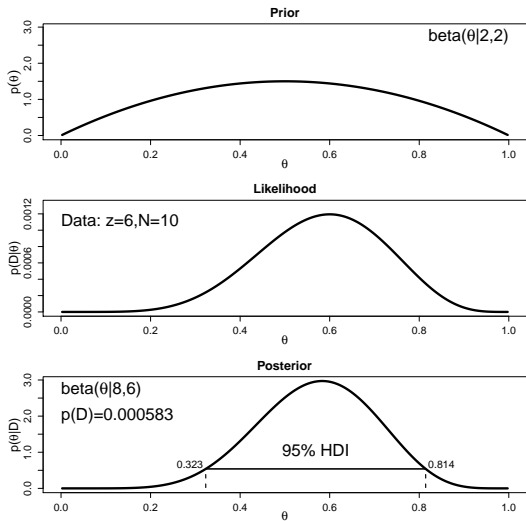 Prior
beta(θ|2,2)
p(θ)
0.0 1.0 2.0 3.0
0.0 0.2 0.4 0.6 0.8 1.0
θ
Likelihood
Data: z=6,N=10
p(D|θ)
0.0000 0.0006 0.0012
0.0 0.2 0.4 0.6 0.8 1.0
θ
Posterior
beta(θ|8,6)
p(D)=0.000583
p(θ|D)
0.0 1.0 2.0 3.0
95% HDI
0.323 0.814
0.0 0.2 0.4 0.6 0.8 1.0
θ